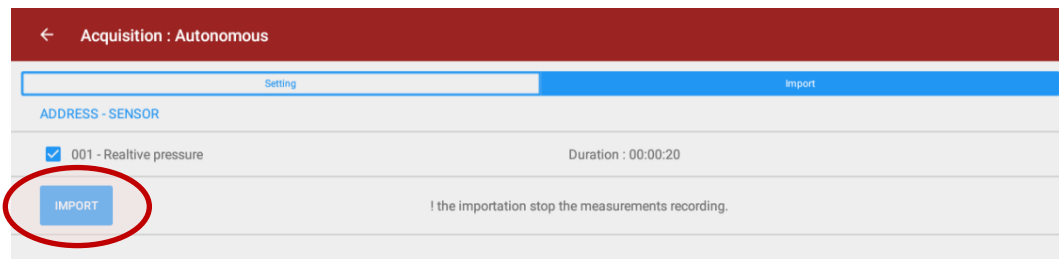 Acquisition : Autonomous
Setting Import
ADDRESS - SENSOR
001 - Realtive pressure Duration : 00:00:20
IMPORT ! the importation stop the measurements recording.